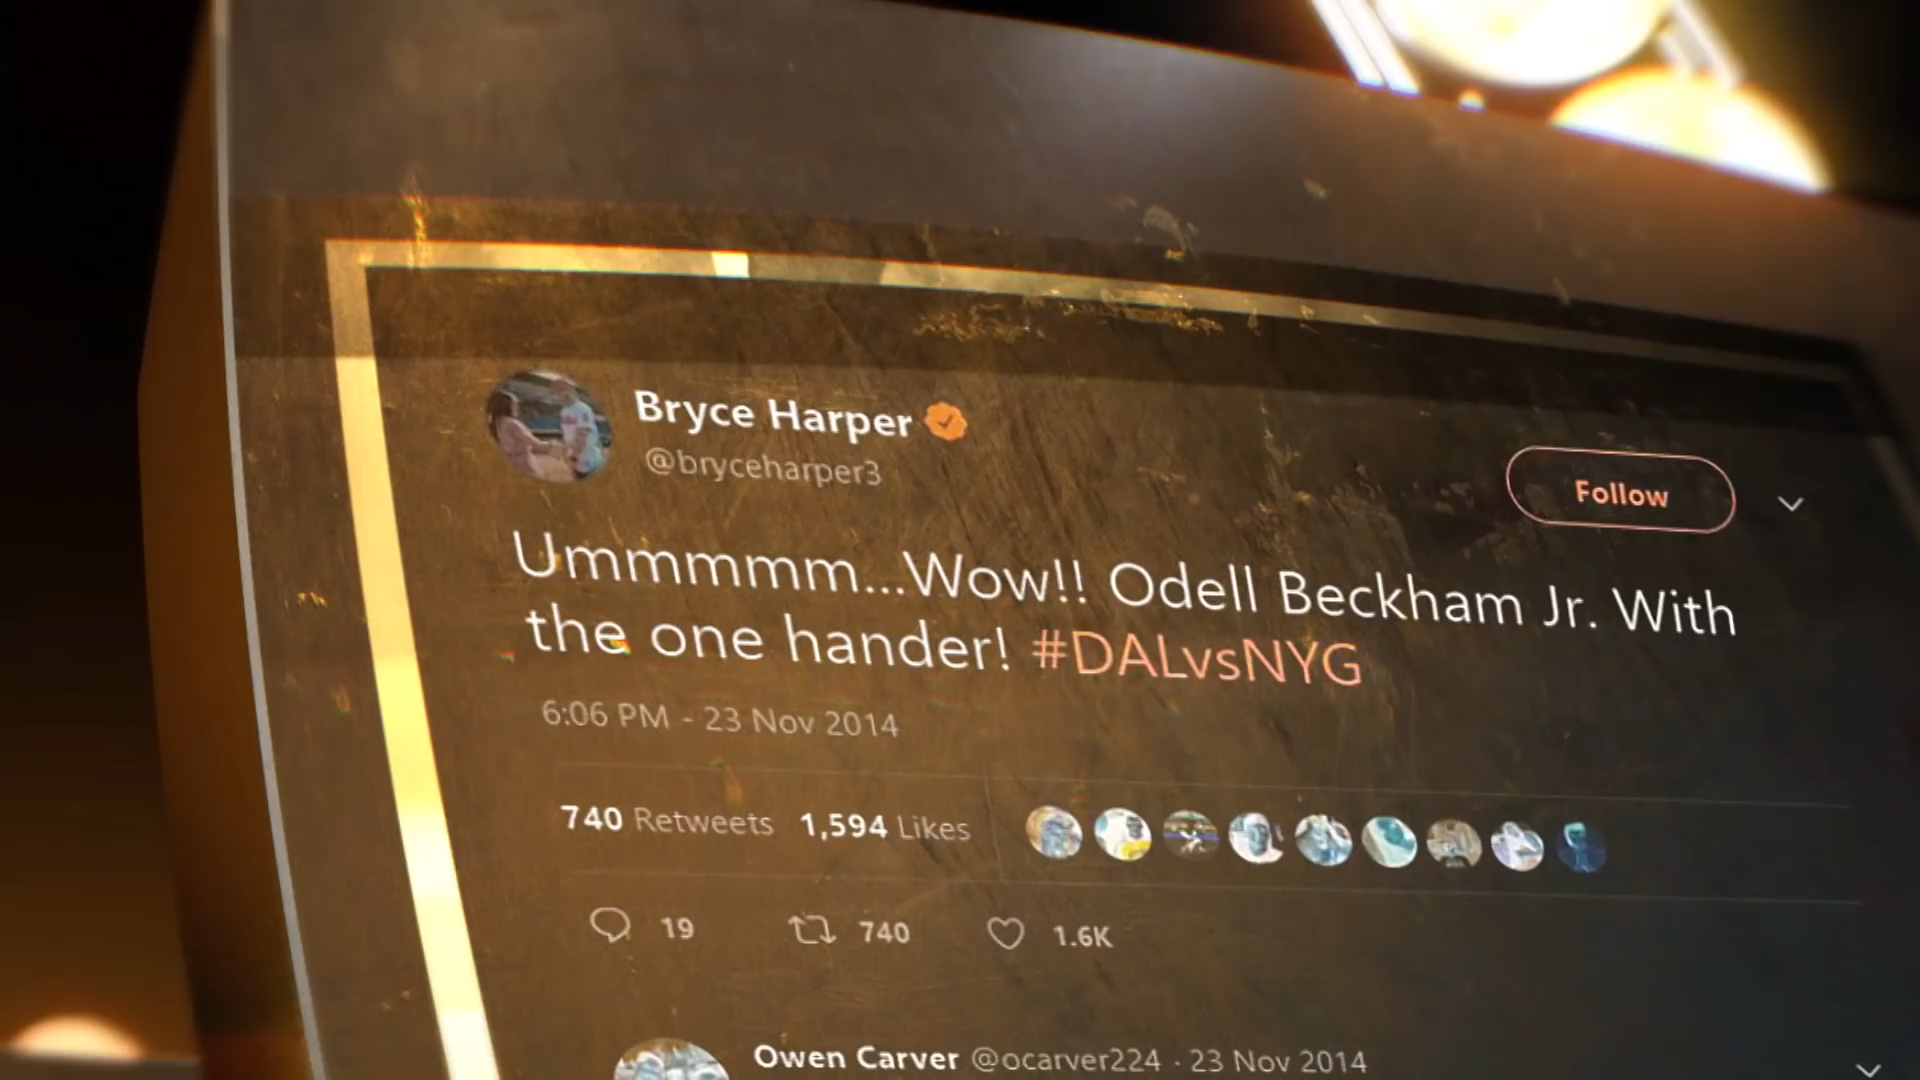 Bryce Harper
@bryceharper3
Follow
Ummmmm...Wow!! Odell Beckham Jr. With
the one hander! #DALvsNYG
6:06 PM - 23 Nov 2014
740 Retweets 1,594 Likes
19 740 1.6K
Owen Carver @ocarver224 · 23 Nov 2014